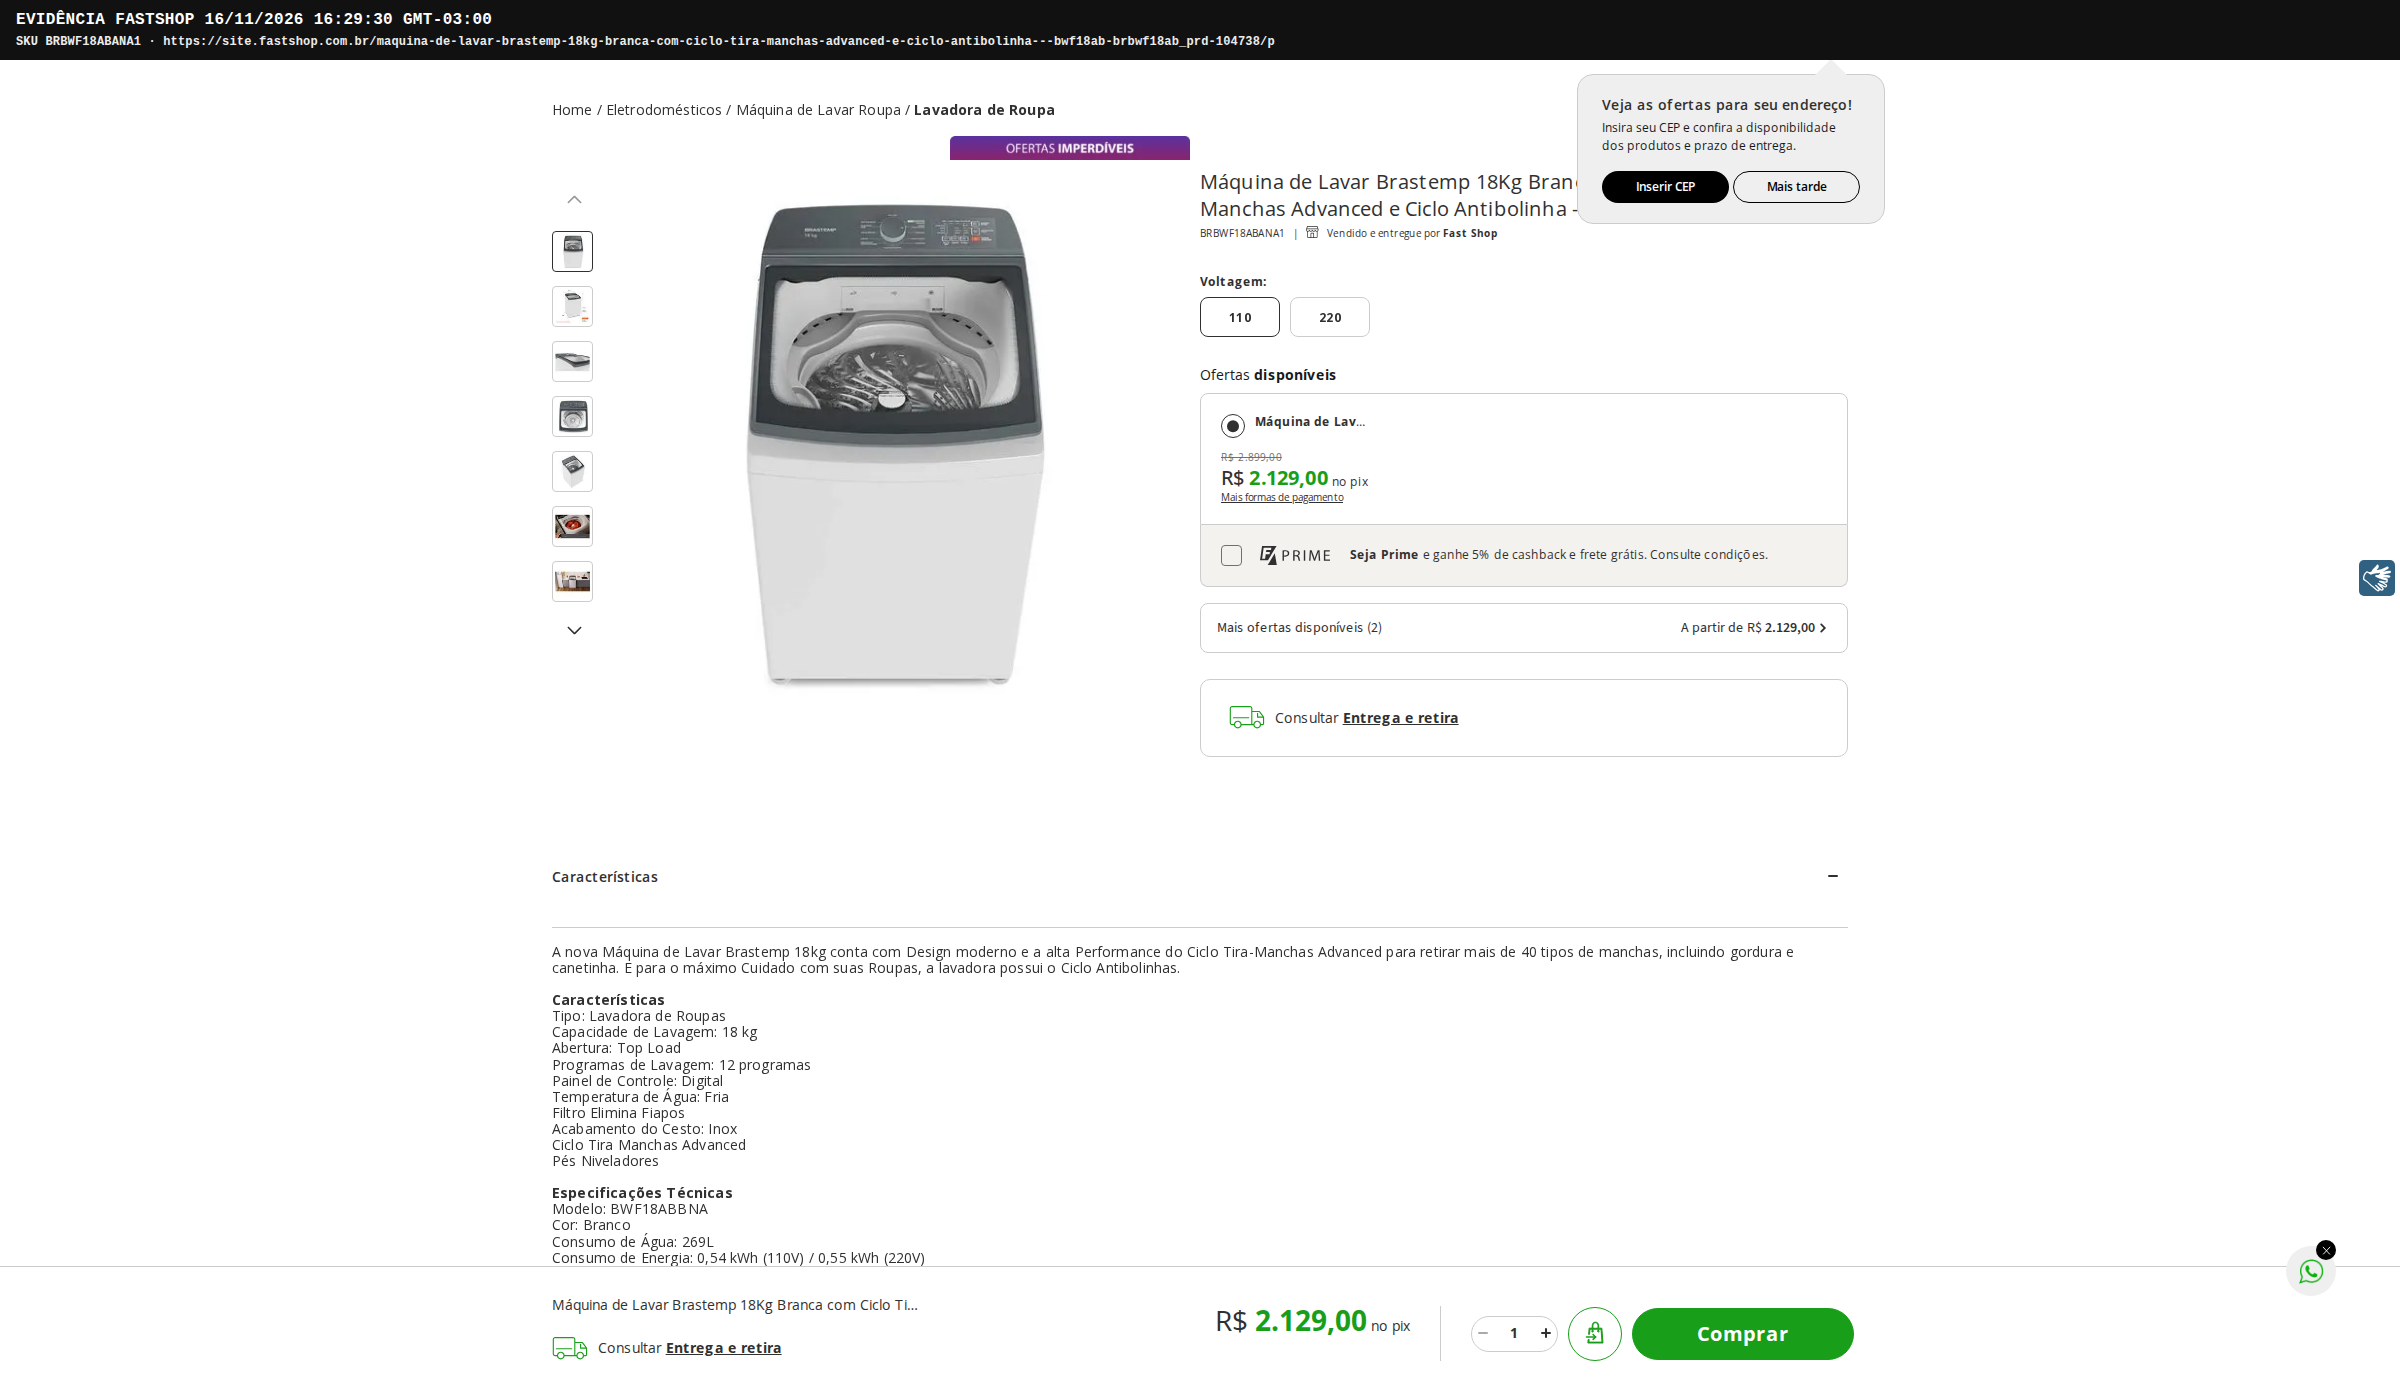 EVIDÊNCIA FASTSHOP 16/11/2026 16:29:30 GMT-03:00
SKU BRBWF18ABANA1 · https://site.fastshop.com.br/maquina-de-lavar-brastemp-18kg-branca-com-ciclo-tira-manchas-advanced-e-ciclo-antibolinha---bwf18ab-brbwf18ab_prd-104738/p
Veja as ofertas para seu endereço!
Insira seu CEP e confira a disponibilidade
dos produtos e prazo de entrega.
Inserir CEP
Mais tarde
Home / Eletrodomésticos / Máquina de Lavar Roupa / Lavadora de Roupa
OFERTAS IMPERDÍVEIS
BRASTEMP
Máquina de Lavar Brastemp 18Kg Bran
Manchas Advanced e Ciclo Antibolinha -
BRBWF18ABANA1 | Vendido e entregue por Fast Shop
Voltagem:
110
220
Ofertas disponíveis
Máquina de Lav...
R$ 2.899,00
R$ 2.129,00 no pix
Mais formas de pagamento
F PRIME Seja Prime e ganhe 5% de cashback e frete grátis. Consulte condições.
Mais ofertas disponíveis (2)
A partir de R$ 2.129,00
Consultar Entrega e retira
Características
A nova Máquina de Lavar Brastemp 18kg conta com Design moderno e a alta Performance do Ciclo Tira-Manchas Advanced para retirar mais de 40 tipos de manchas, incluindo gordura e
canetinha. E para o máximo Cuidado com suas Roupas, a lavadora possui o Ciclo Antibolinhas.
Características
Tipo: Lavadora de Roupas
Capacidade de Lavagem: 18 kg
Abertura: Top Load
Programas de Lavagem: 12 programas
Painel de Controle: Digital
Temperatura de Água: Fria
Filtro Elimina Fiapos
Acabamento do Cesto: Inox
Ciclo Tira Manchas Advanced
Pés Niveladores
Especificações Técnicas
Modelo: BWF18ABBNA
Cor: Branco
Consumo de Água: 269L
Consumo de Energia: 0,54 kWh (110V) / 0,55 kWh (220V)
Máquina de Lavar Brastemp 18Kg Branca com Ciclo Ti...
Consultar Entrega e retira
R$ 2.129,00 no pix
1
Comprar